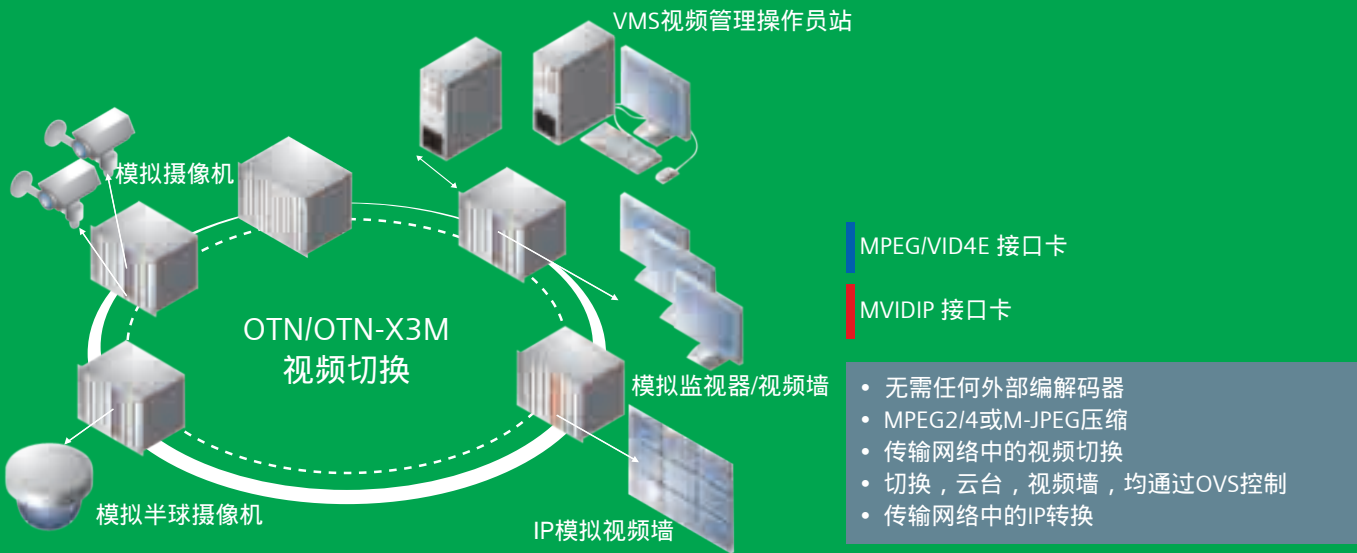 VMS视频管理操作员站
模拟摄像机
OTN/OTN-X3M
视频切换
模拟监视器/视频墙
模拟半球摄像机
IP模拟视频墙
MPEG/VID4E 接口卡
MVIDIP 接口卡
• 无需任何外部编解码器
• MPEG2/4或M-JPEG压缩
• 传输网络中的视频切换
• 切换，云台，视频墙，均通过OVS控制
• 传输网络中的IP转换